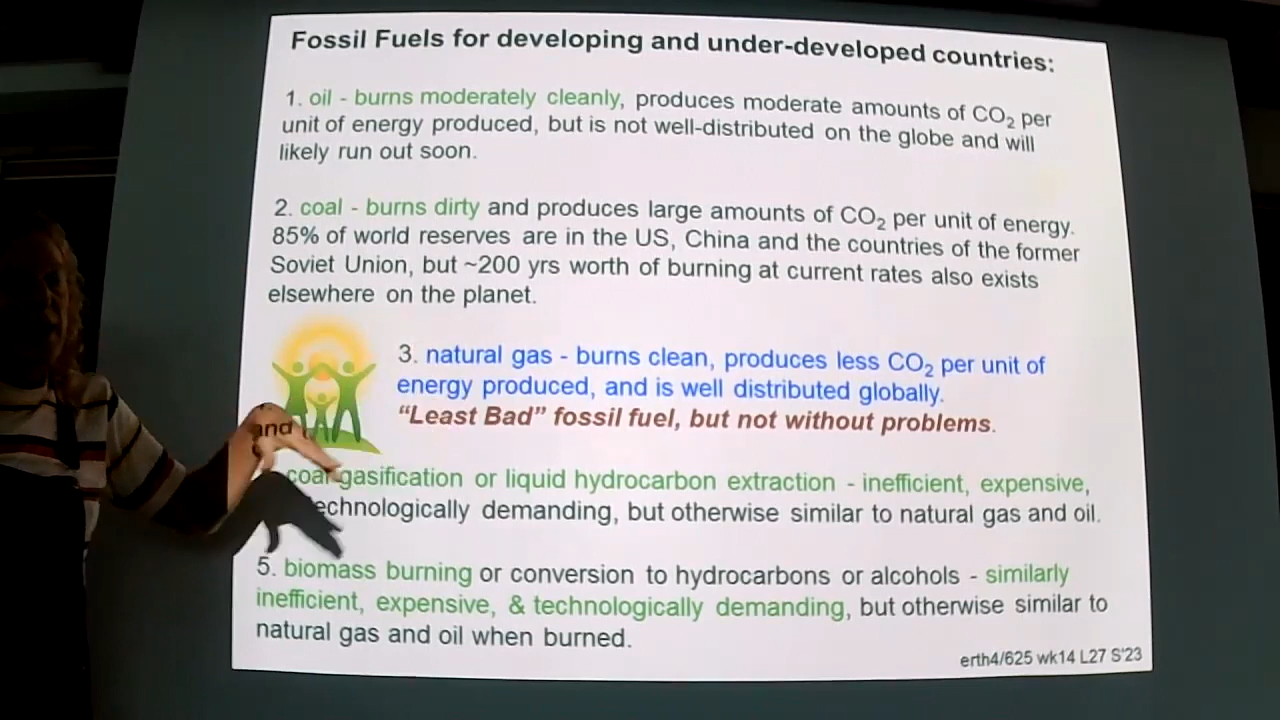 Fossil Fuels for developing and under-developed countries:
1. oil - burns moderately cleanly, produces moderate amounts of CO₂ per
unit of energy produced, but is not well-distributed on the globe and will
likely run out soon.
2. coal - burns dirty and produces large amounts of CO₂ per unit of energy.
85% of world reserves are in the US, China and the countries of the former
Soviet Union, but ~200 yrs worth of burning at current rates also exists
elsewhere on the planet.
3. natural gas - burns clean, produces less CO₂ per unit of
energy produced, and is well distributed globally.
“Least Bad” fossil fuel, but not without problems.
and
coal gasification or liquid hydrocarbon extraction - inefficient, expensive,
echnologically demanding, but otherwise similar to natural gas and oil.
5. biomass burning or conversion to hydrocarbons or alcohols - similarly
inefficient, expensive, & technologically demanding, but otherwise similar to
natural gas and oil when burned.
erth4/625 wk14 L27 S'23